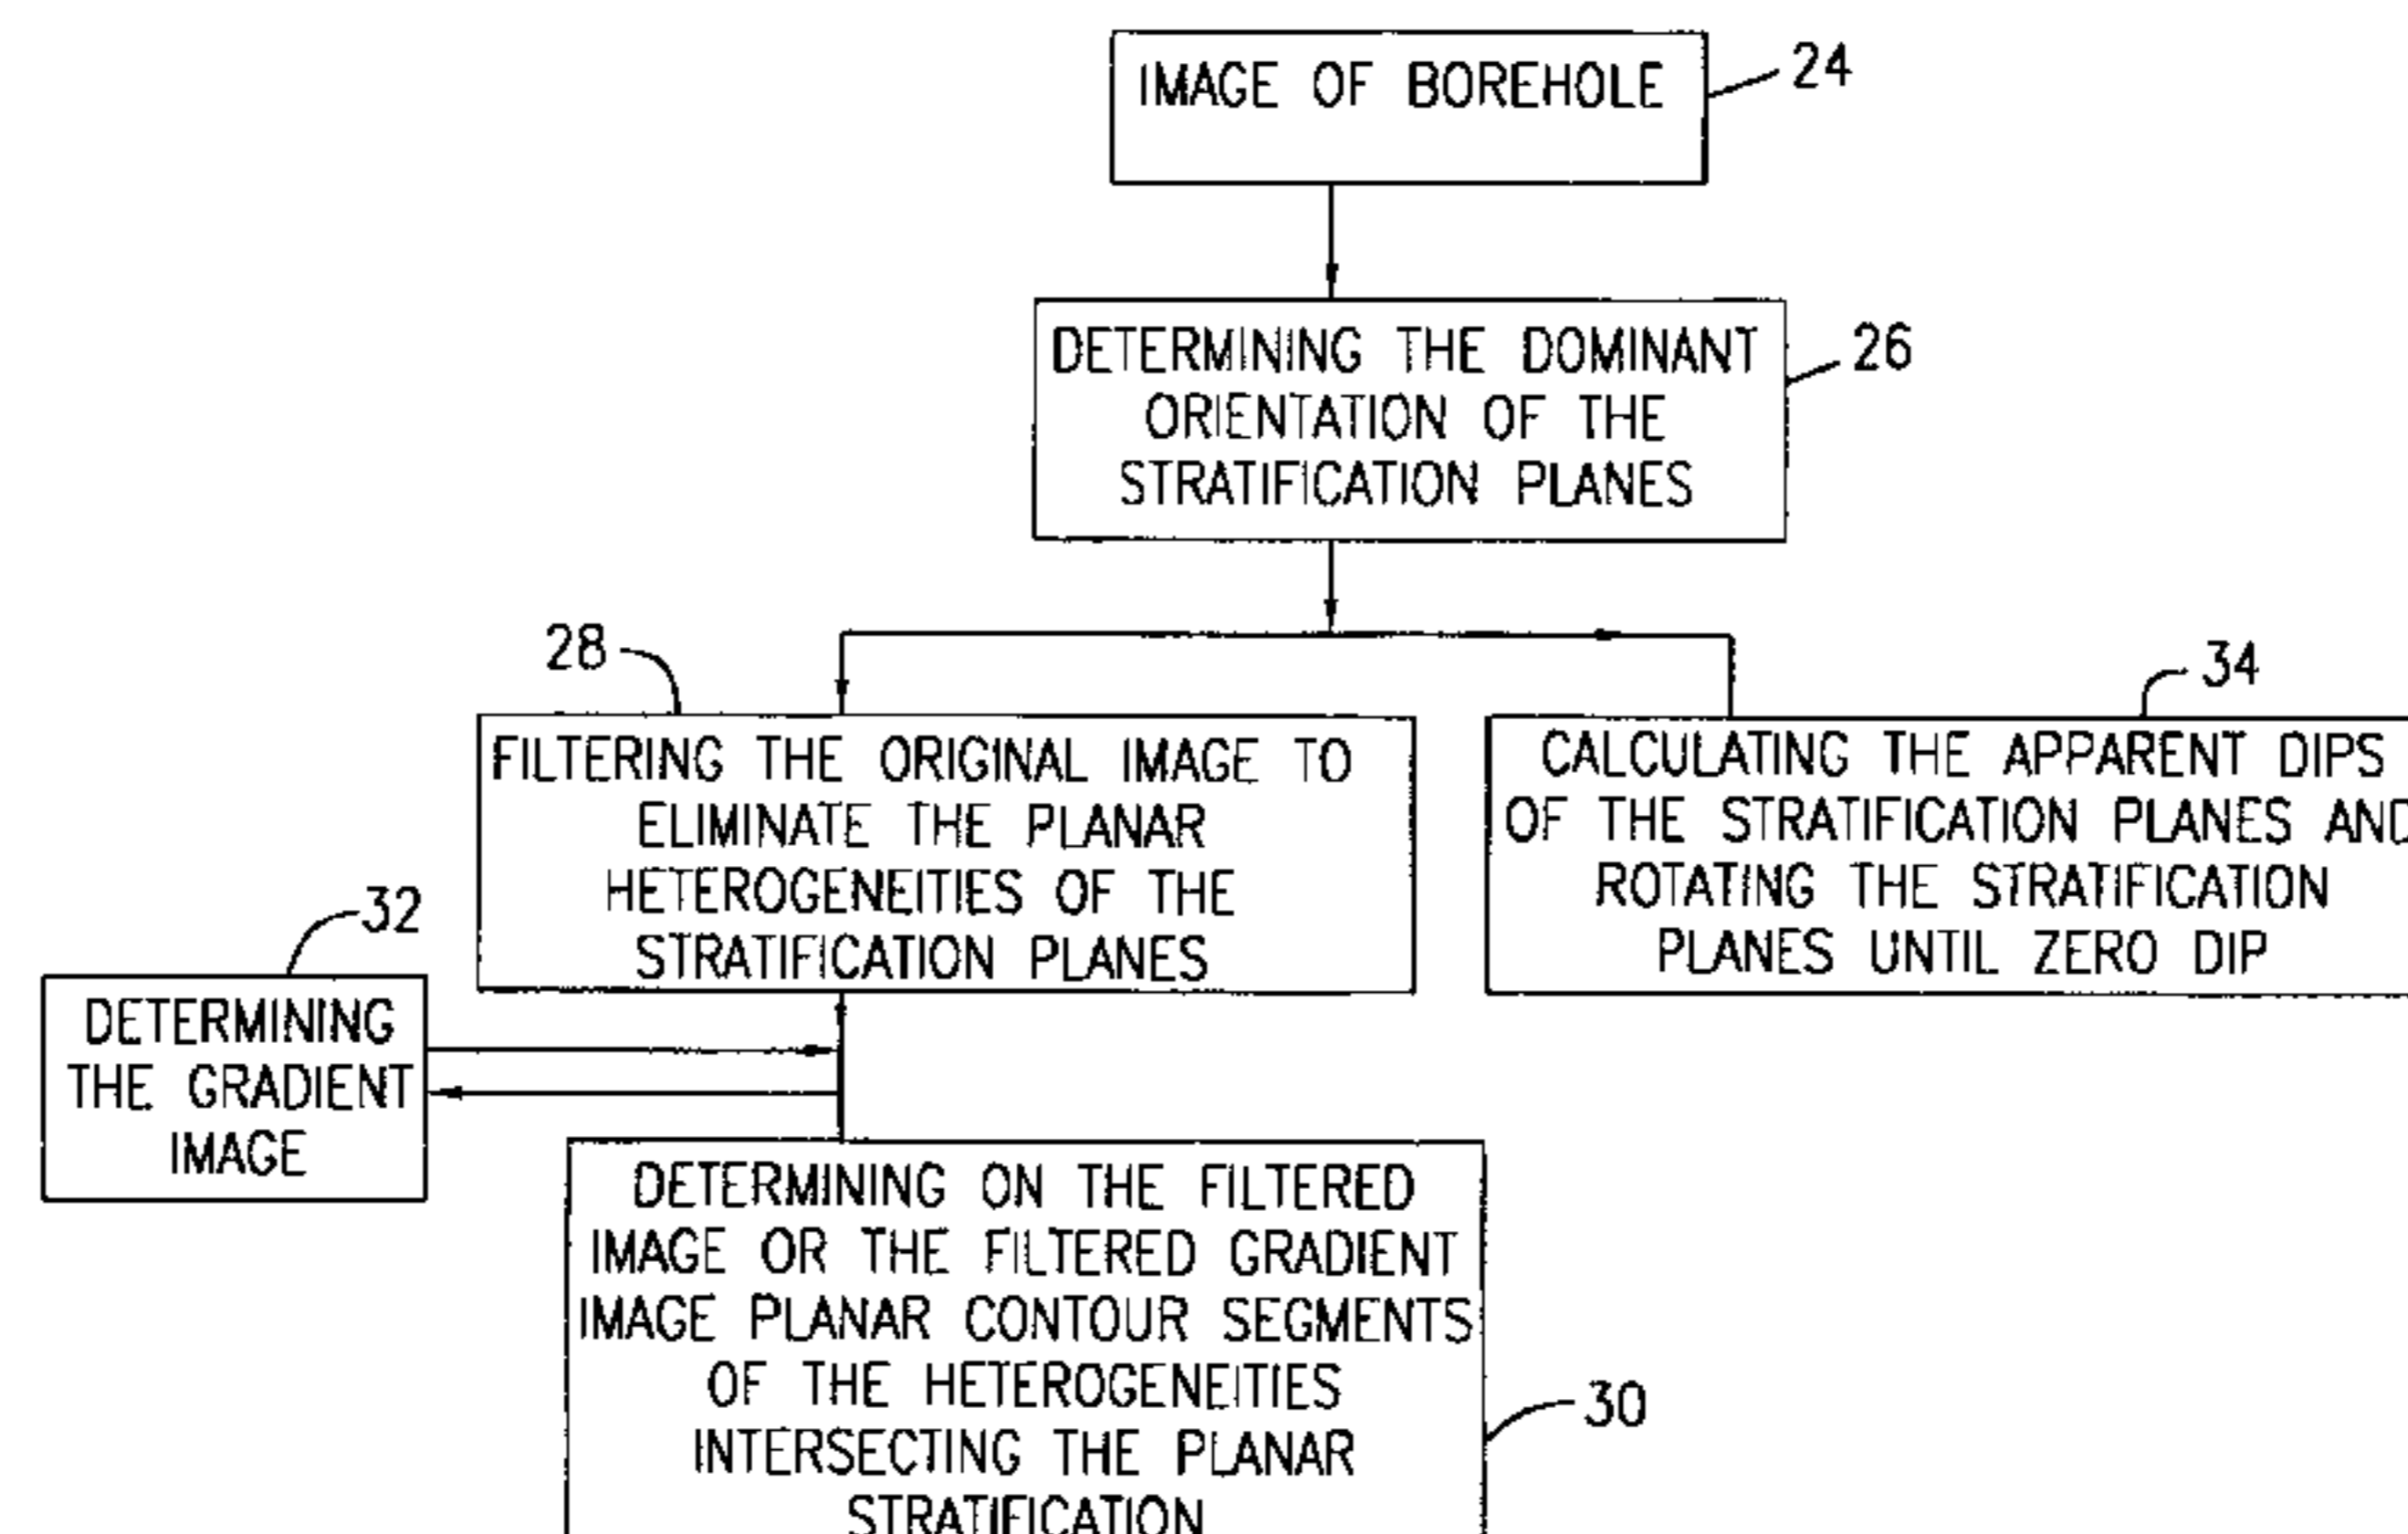 IMAGE OF BOREHOLE
24
DETERMINING THE DOMINANT
ORIENTATION OF THE
STRATIFICATION PLANES
26
28
FILTERING THE ORIGINAL IMAGE TO
ELIMINATE THE PLANAR
HETEROGENEITIES OF THE
STRATIFICATION PLANES
34
CALCULATING THE APPARENT DIPS
OF THE STRATIFICATION PLANES AND
ROTATING THE STRATIFICATION
PLANES UNTIL ZERO DIP
32
DETERMINING
THE GRADIENT
IMAGE
DETERMINING ON THE FILTERED
IMAGE OR THE FILTERED GRADIENT
IMAGE PLANAR CONTOUR SEGMENTS
OF THE HETEROGENEITIES
INTERSECTING THE PLANAR
STRATIFICATION
30